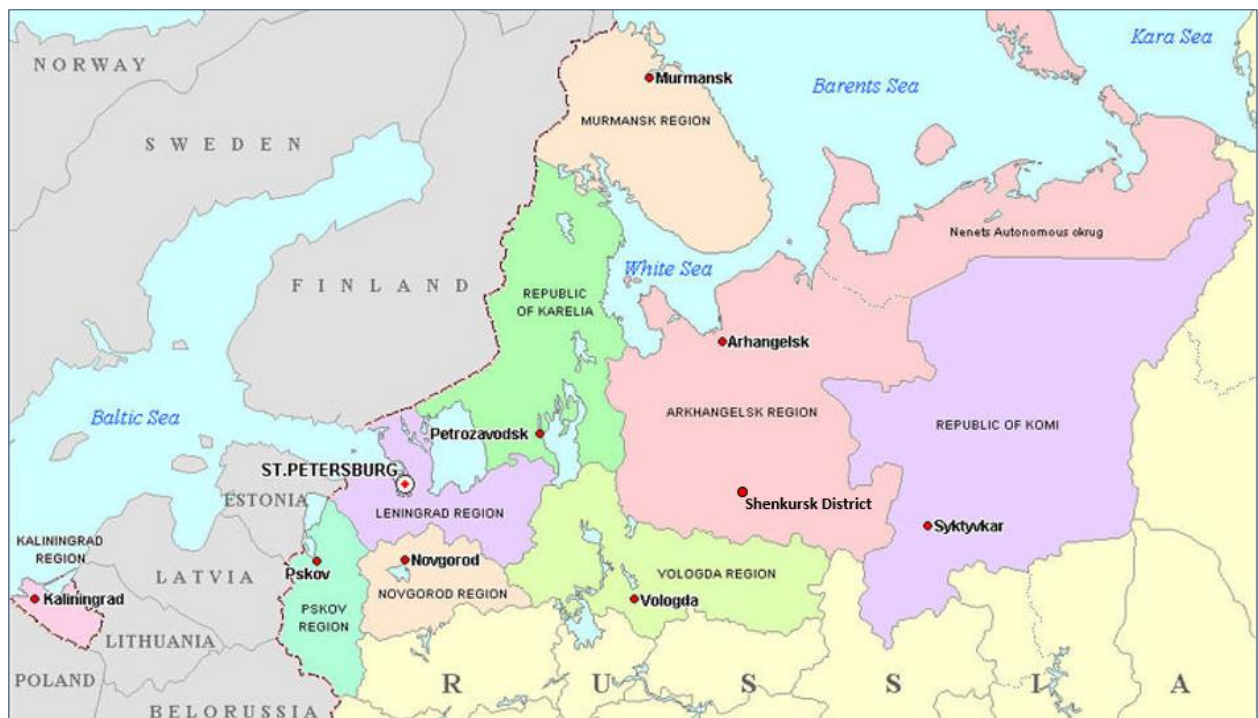 NORWAY
SWEDEN
FINLAND
Murmansk
MURMANSK REGION
Barents Sea
Kara Sea
Nenets Autonomous okrug
White Sea
REPUBLIC
OF KARELIA
Arhangelsk
ARKHANGELSK REGION
REPUBLIC OF KOMI
Baltic Sea
Petrozavodsk
ST.PETERSBURG
ESTONIA
LENINGRAD REGION
Shenkursk District
Syktyvkar
KALININGRAD
REGION
Kaliningrad
LATVIA
Pskov
Novgorod
NOVGOROD REGION
PSKOV
REGION
VOLOGDA REGION
Vologda
LITHUANIA
POLAND
BELORUSSIA
RUSSIA